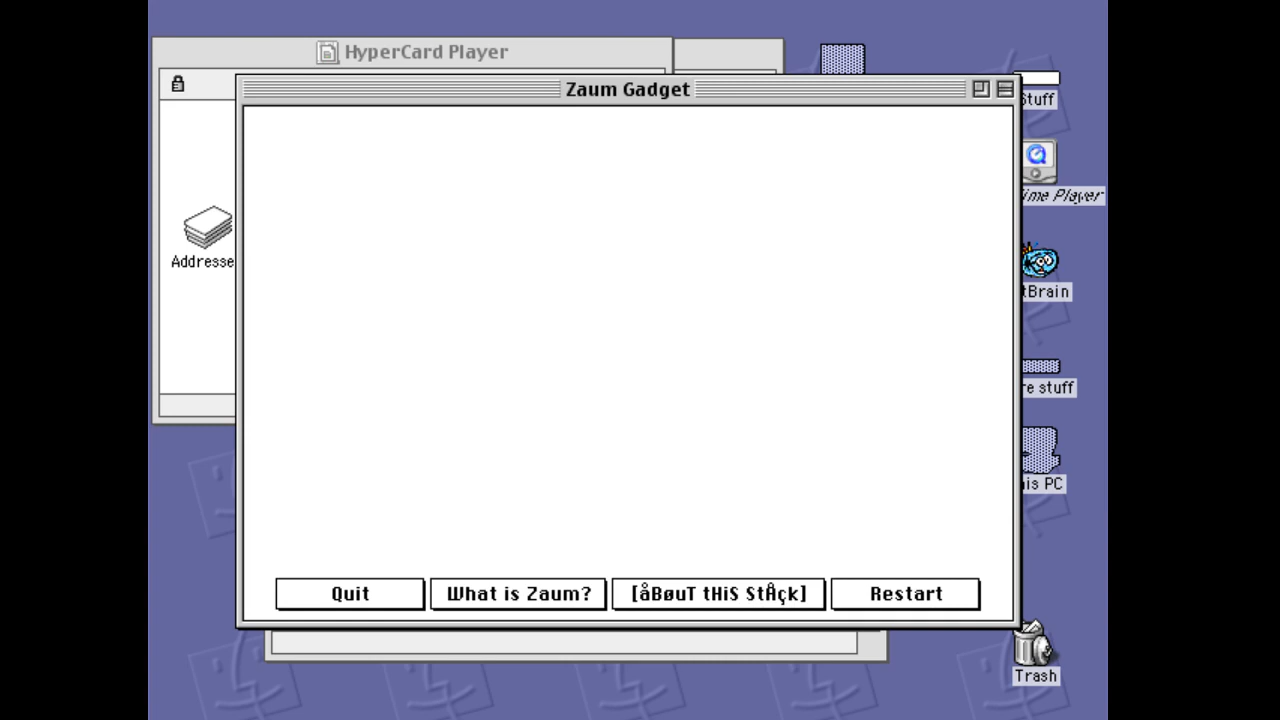 HyperCard Player
Zaum Gadget
Stuff
ime Player
Addresse
tBrain
re stuff
is PC
Quit
What is Zaum?
[åBøuT tHiS StÅçk]
Restart
Trash